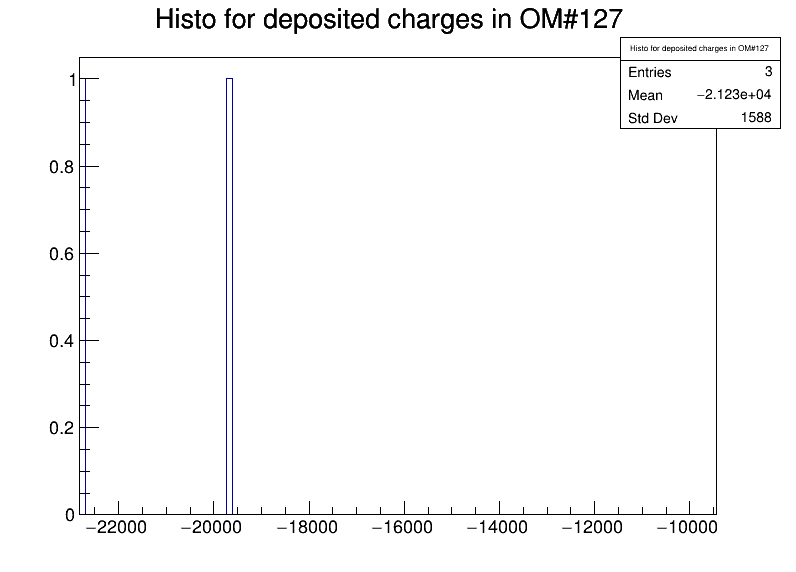 Histo for deposited charges in OM#127
Histo for deposited charges in OM#127
Entries 3
Mean −2.123e+04
Std Dev 1588
1
0.8
0.6
0.4
0.2
0
−22000 −20000 −18000 −16000 −14000 −12000 −10000